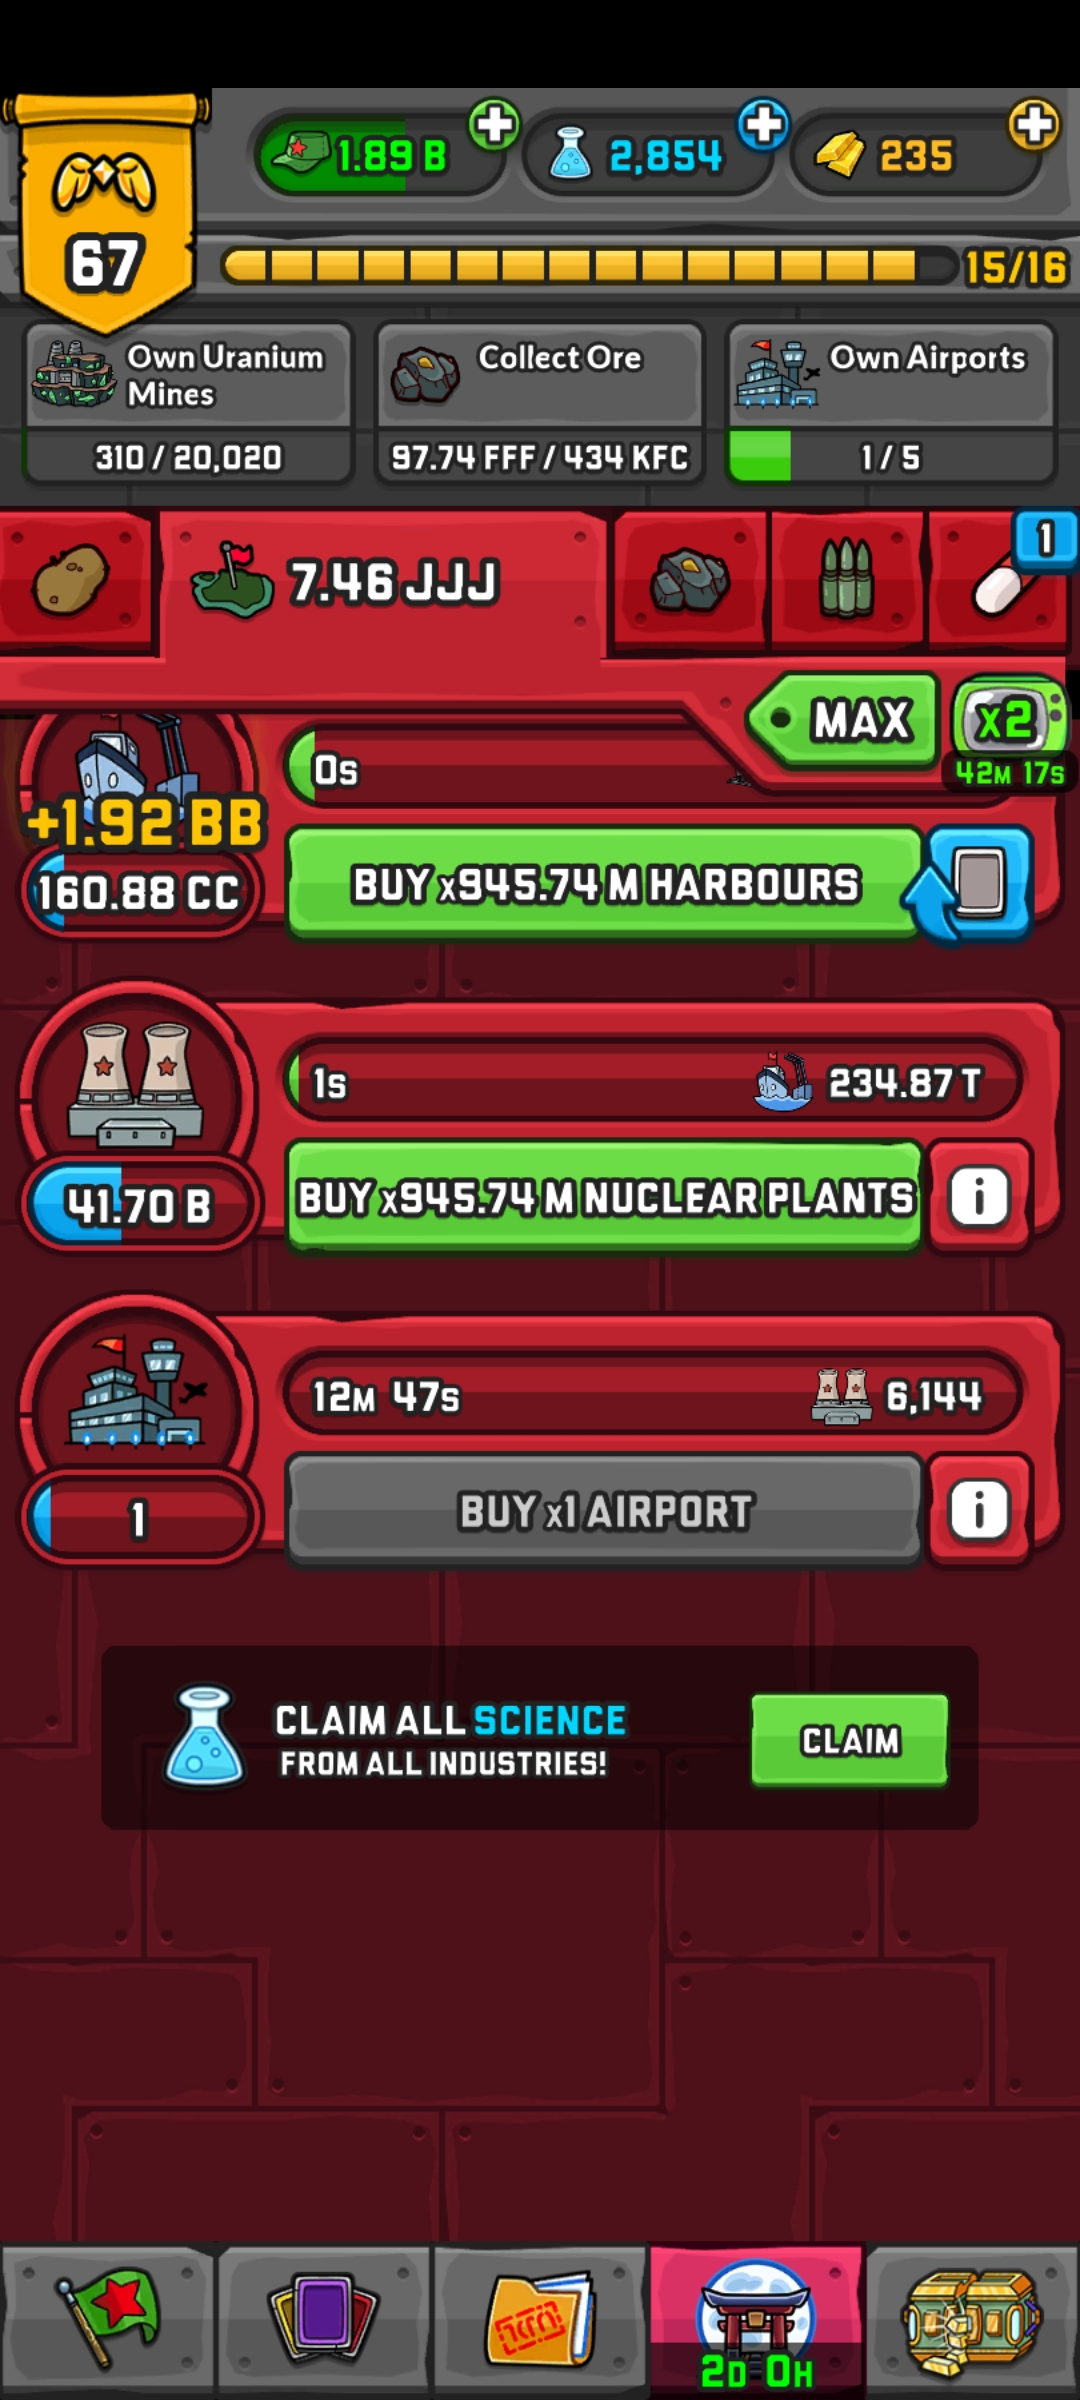 1.89 B
2,854
235
67
15/16
Own Uranium
Mines
310 / 20,020
Collect Ore
97.74 FFF / 434 KFC
Own Airports
1 / 5
7.46 JJJ
1
MAX
x2
42M 17S
0s
+1.92 BB
160.88 CC
BUY x945.74 M HARBOURS
1s
234.87 T
41.70 B
BUY x945.74 M NUCLEAR PLANTS
i
12M 47s
6,144
1
BUY x1 AIRPORT
i
CLAIM ALL SCIENCE
FROM ALL INDUSTRIES!
CLAIM
2D 0H